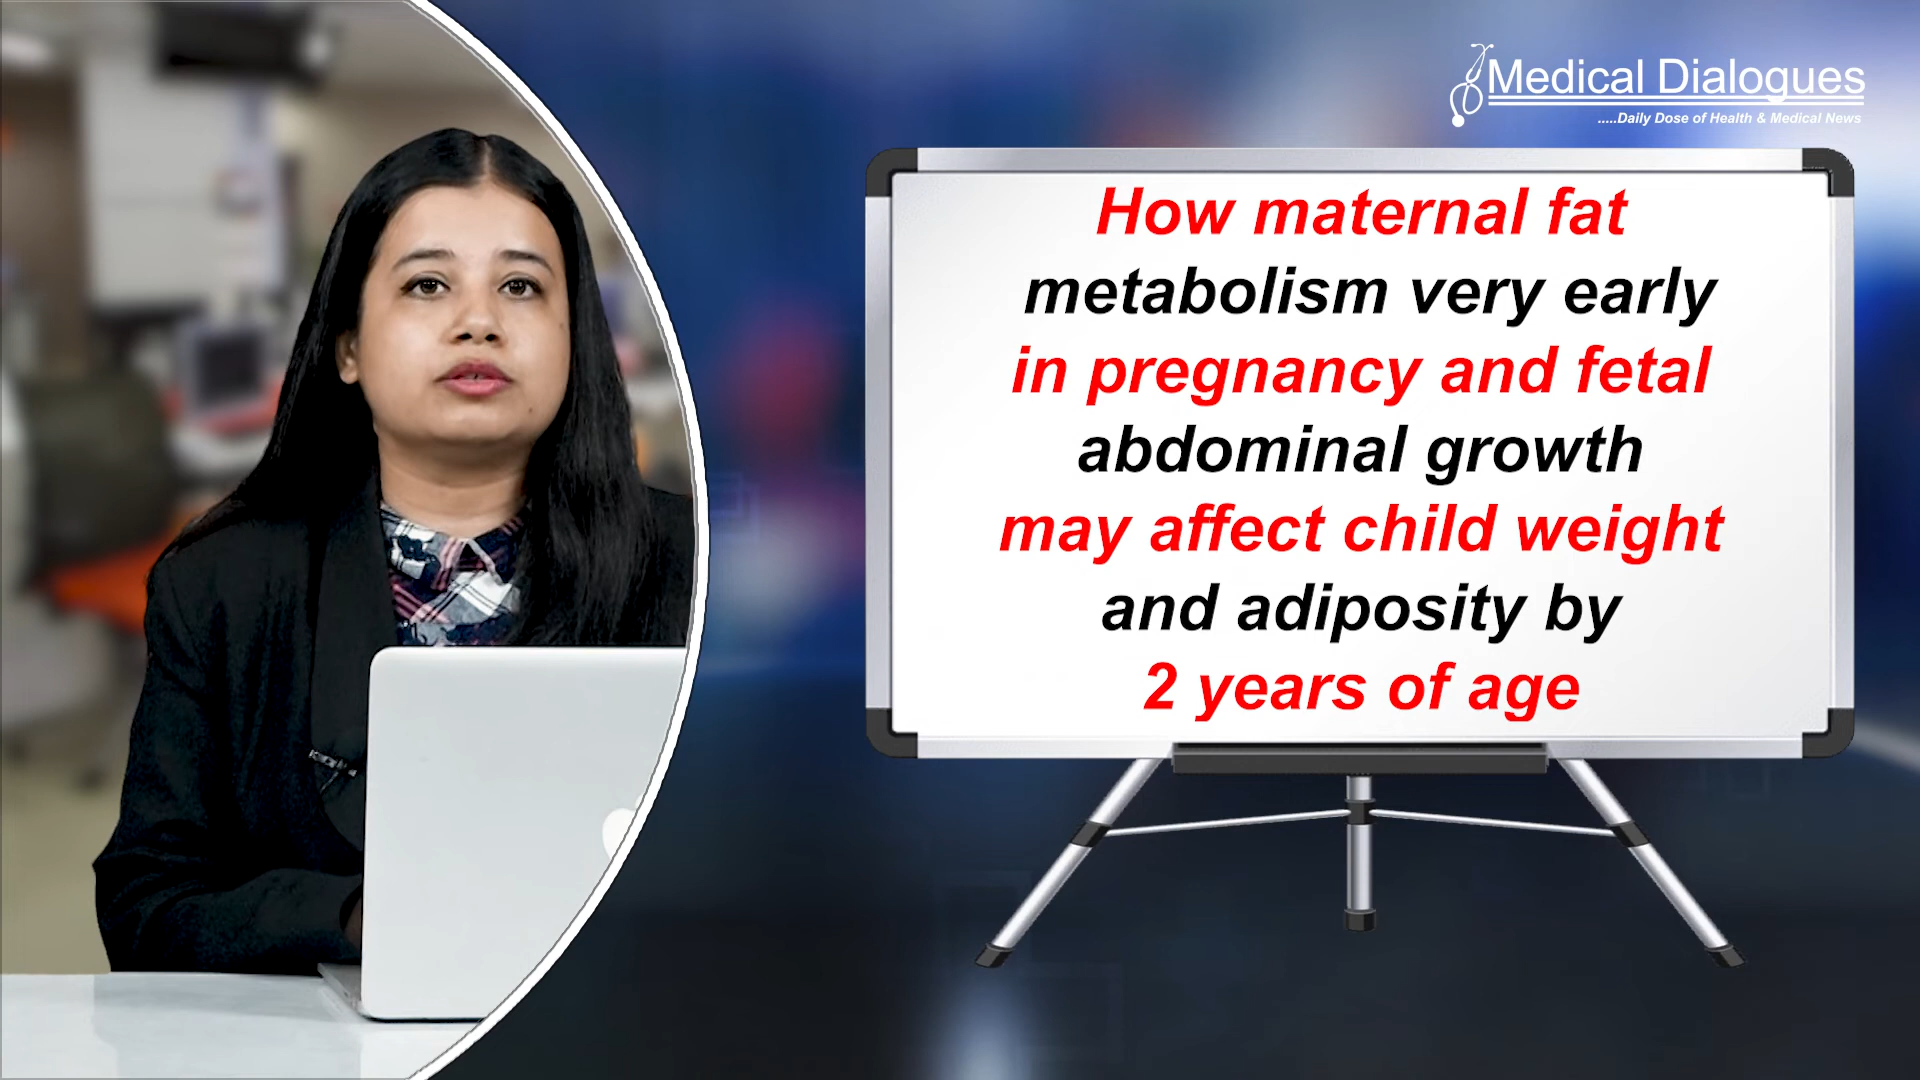 Medical Dialogues
.....Daily Dose of Health & Medical News
How maternal fat
metabolism very early
in pregnancy and fetal
abdominal growth
may affect child weight
and adiposity by
2 years of age